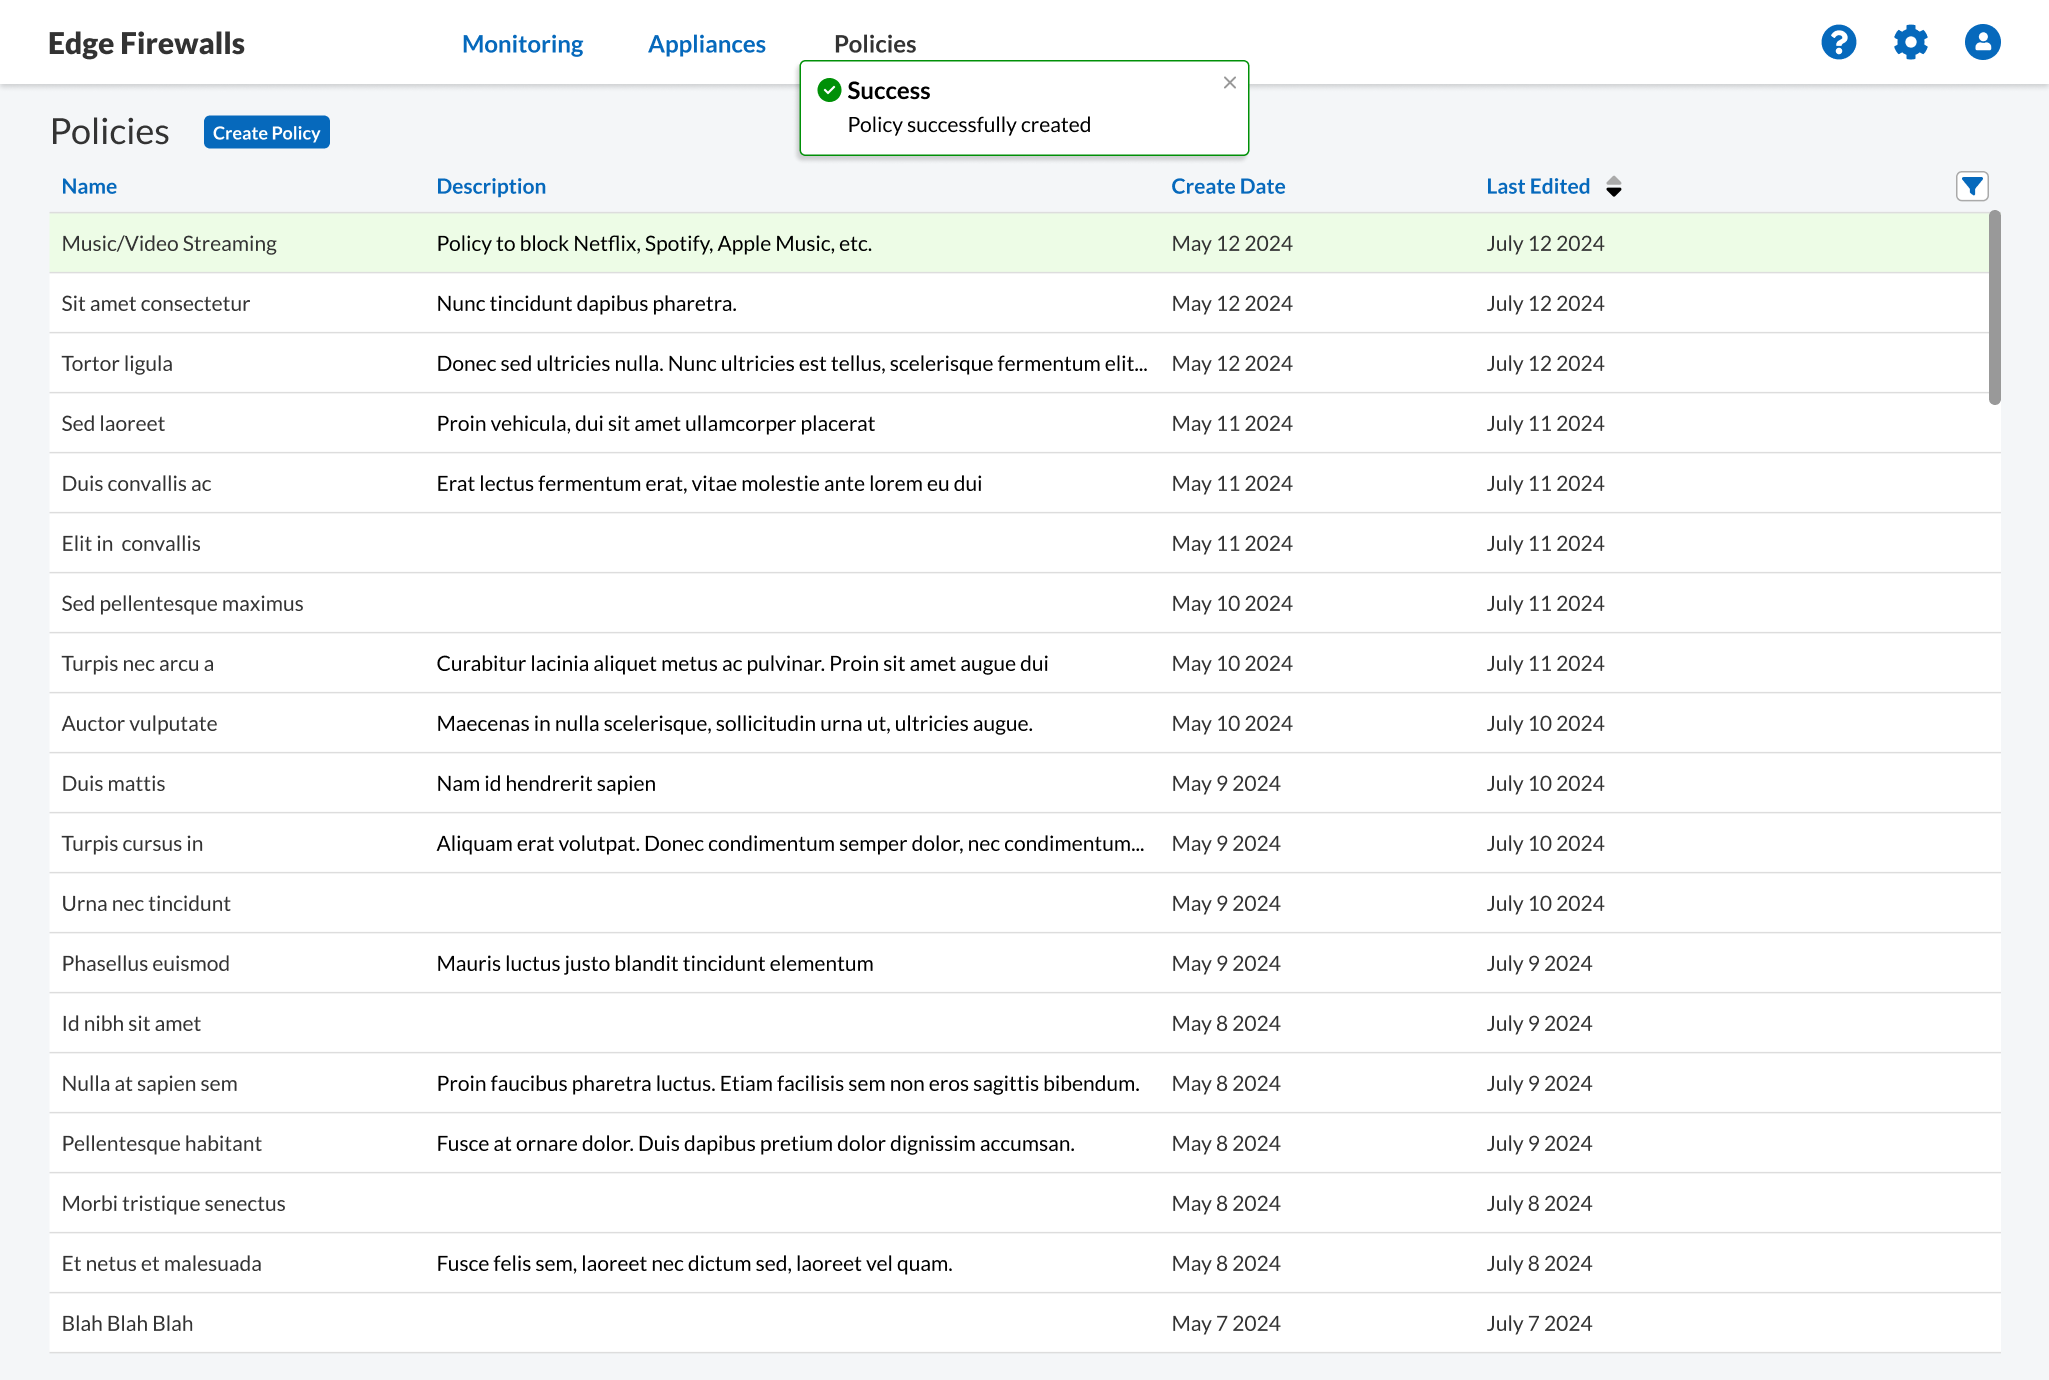 Edge Firewalls
Monitoring
Appliances
Policies
Success
Policy successfully created
Policies
Create Policy
Name Description Create Date Last Edited
Music/Video Streaming Policy to block Netflix, Spotify, Apple Music, etc. May 12 2024 July 12 2024
Sit amet consectetur Nunc tincidunt dapibus pharetra. May 12 2024 July 12 2024
Tortor ligula Donec sed ultricies nulla. Nunc ultricies est tellus, scelerisque fermentum elit... May 12 2024 July 12 2024
Sed laoreet Proin vehicula, dui sit amet ullamcorper placerat May 11 2024 July 11 2024
Duis convallis ac Erat lectus fermentum erat, vitae molestie ante lorem eu dui May 11 2024 July 11 2024
Elit in  convallis May 11 2024 July 11 2024
Sed pellentesque maximus May 10 2024 July 11 2024
Turpis nec arcu a Curabitur lacinia aliquet metus ac pulvinar. Proin sit amet augue dui May 10 2024 July 11 2024
Auctor vulputate Maecenas in nulla scelerisque, sollicitudin urna ut, ultricies augue. May 10 2024 July 10 2024
Duis mattis Nam id hendrerit sapien May 9 2024 July 10 2024
Turpis cursus in Aliquam erat volutpat. Donec condimentum semper dolor, nec condimentum... May 9 2024 July 10 2024
Urna nec tincidunt May 9 2024 July 10 2024
Phasellus euismod Mauris luctus justo blandit tincidunt elementum May 9 2024 July 9 2024
Id nibh sit amet May 8 2024 July 9 2024
Nulla at sapien sem Proin faucibus pharetra luctus. Etiam facilisis sem non eros sagittis bibendum. May 8 2024 July 9 2024
Pellentesque habitant Fusce at ornare dolor. Duis dapibus pretium dolor dignissim accumsan. May 8 2024 July 9 2024
Morbi tristique senectus May 8 2024 July 8 2024
Et netus et malesuada Fusce felis sem, laoreet nec dictum sed, laoreet vel quam. May 8 2024 July 8 2024
Blah Blah Blah May 7 2024 July 7 2024